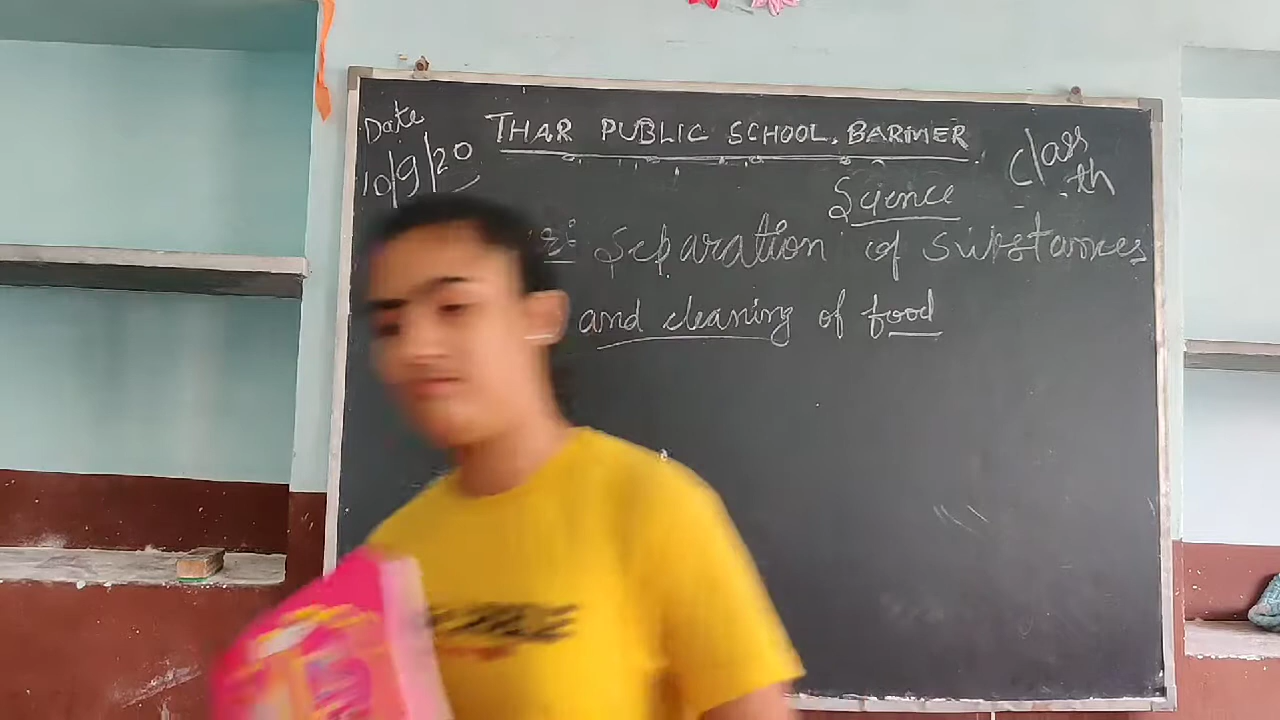 Date
10/9/20
THAR PUBLIC SCHOOL, BARMER
Class
th
Science
Separation of substances
and cleaning of food